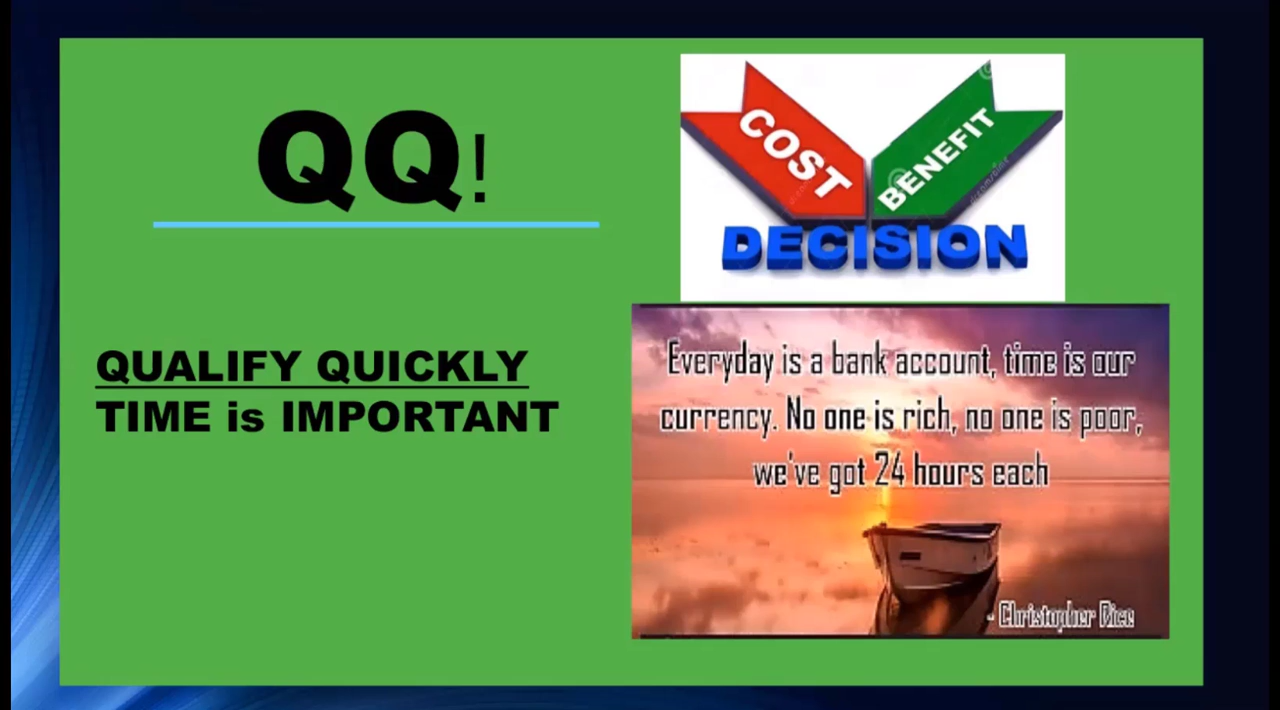 QQ!
QUALIFY QUICKLY
TIME is IMPORTANT
COST
BENEFIT
DECISION
Everyday is a bank account, time is our
currency. No one is rich, no one is poor,
we've got 24 hours each
- Christopher Rice